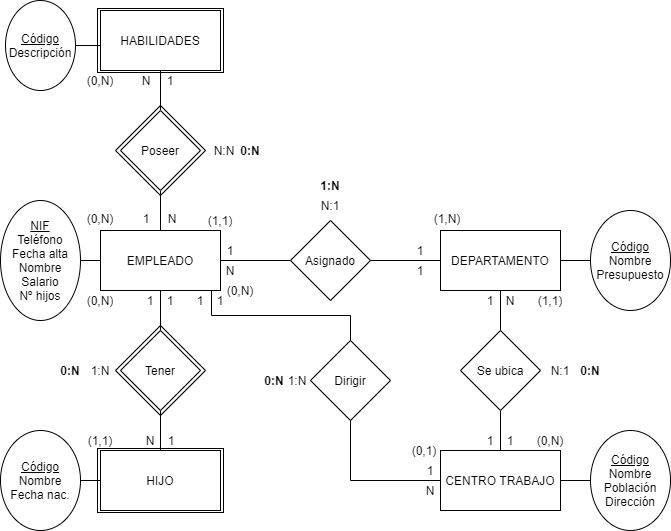 Código
Descripción
HABILIDADES
(0,N) N 1
Poseer
N:N 0:N
(0,N) 1 N (1,1)
NIF
Teléfono
Fecha alta
Nombre
Salario
Nº hijos
EMPLEADO
1
N
1:N
N:1
Asignado
(1,N)
1
1
DEPARTAMENTO
Código
Nombre
Presupuesto
(0,N) 1 1 1 1 (0,N)
1 N (1,1)
0:N 1:N
Tener
0:N 1:N
Dirigir
Se ubica
N:1 0:N
(1,1) N 1
(0,1)
1
N
1 1 (0,N)
Código
Nombre
Fecha nac.
HIJO
CENTRO TRABAJO
Código
Nombre
Población
Dirección